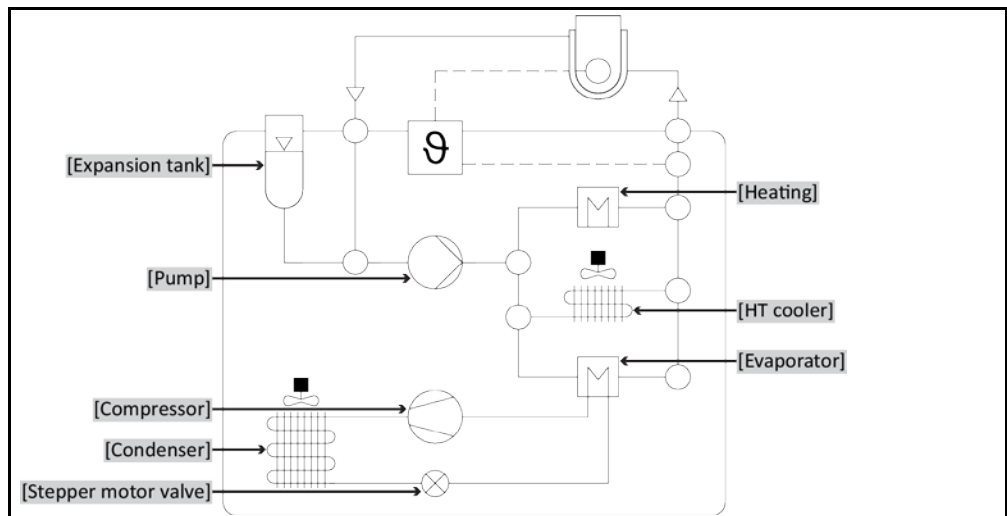 ϑ
[Expansion tank]
[Heating]
[Pump]
[HT cooler]
[Evaporator]
[Compressor]
[Condenser]
[Stepper motor valve]